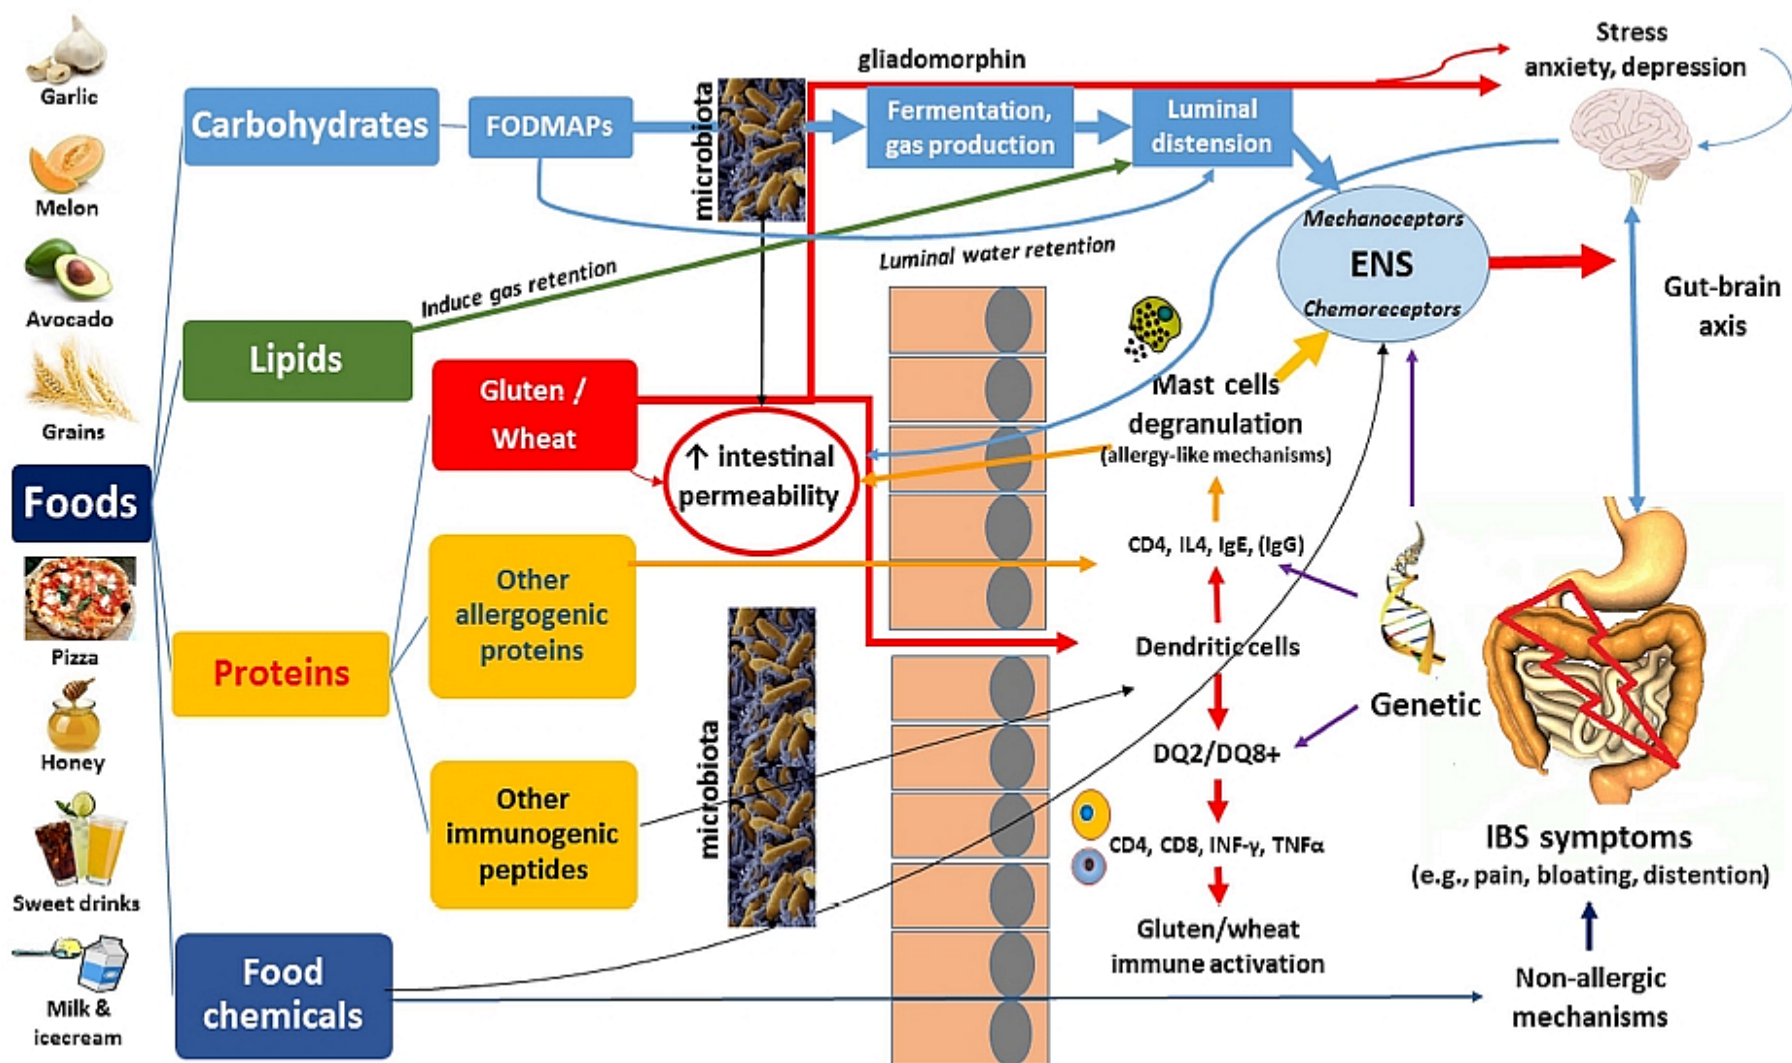 Garlic
Melon
Avocado
Grains
Foods
Pizza
Honey
Sweet drinks
Milk &
icecream
Carbohydrates
FODMAPs
microbiota
gliadomorphin
Fermentation,
gas production
Luminal
distension
Stress
anxiety, depression
Luminal water retention
Induce gas retention
Mechanoceptors
ENS
Chemoreceptors
Gut-brain
axis
Lipids
Gluten /
Wheat
↑ intestinal
permeability
Mast cells
degranulation
(allergy-like mechanisms)
CD4, IL4, IgE, (IgG)
Other
allergogenic
proteins
Proteins
Dendritic cells
Genetic
DQ2/DQ8+
Other
immunogenic
peptides
microbiota
CD4, CD8, INF-γ, TNFα
Gluten/wheat
immune activation
IBS symptoms
(e.g., pain, bloating, distention)
Food
chemicals
Non-allergic
mechanisms